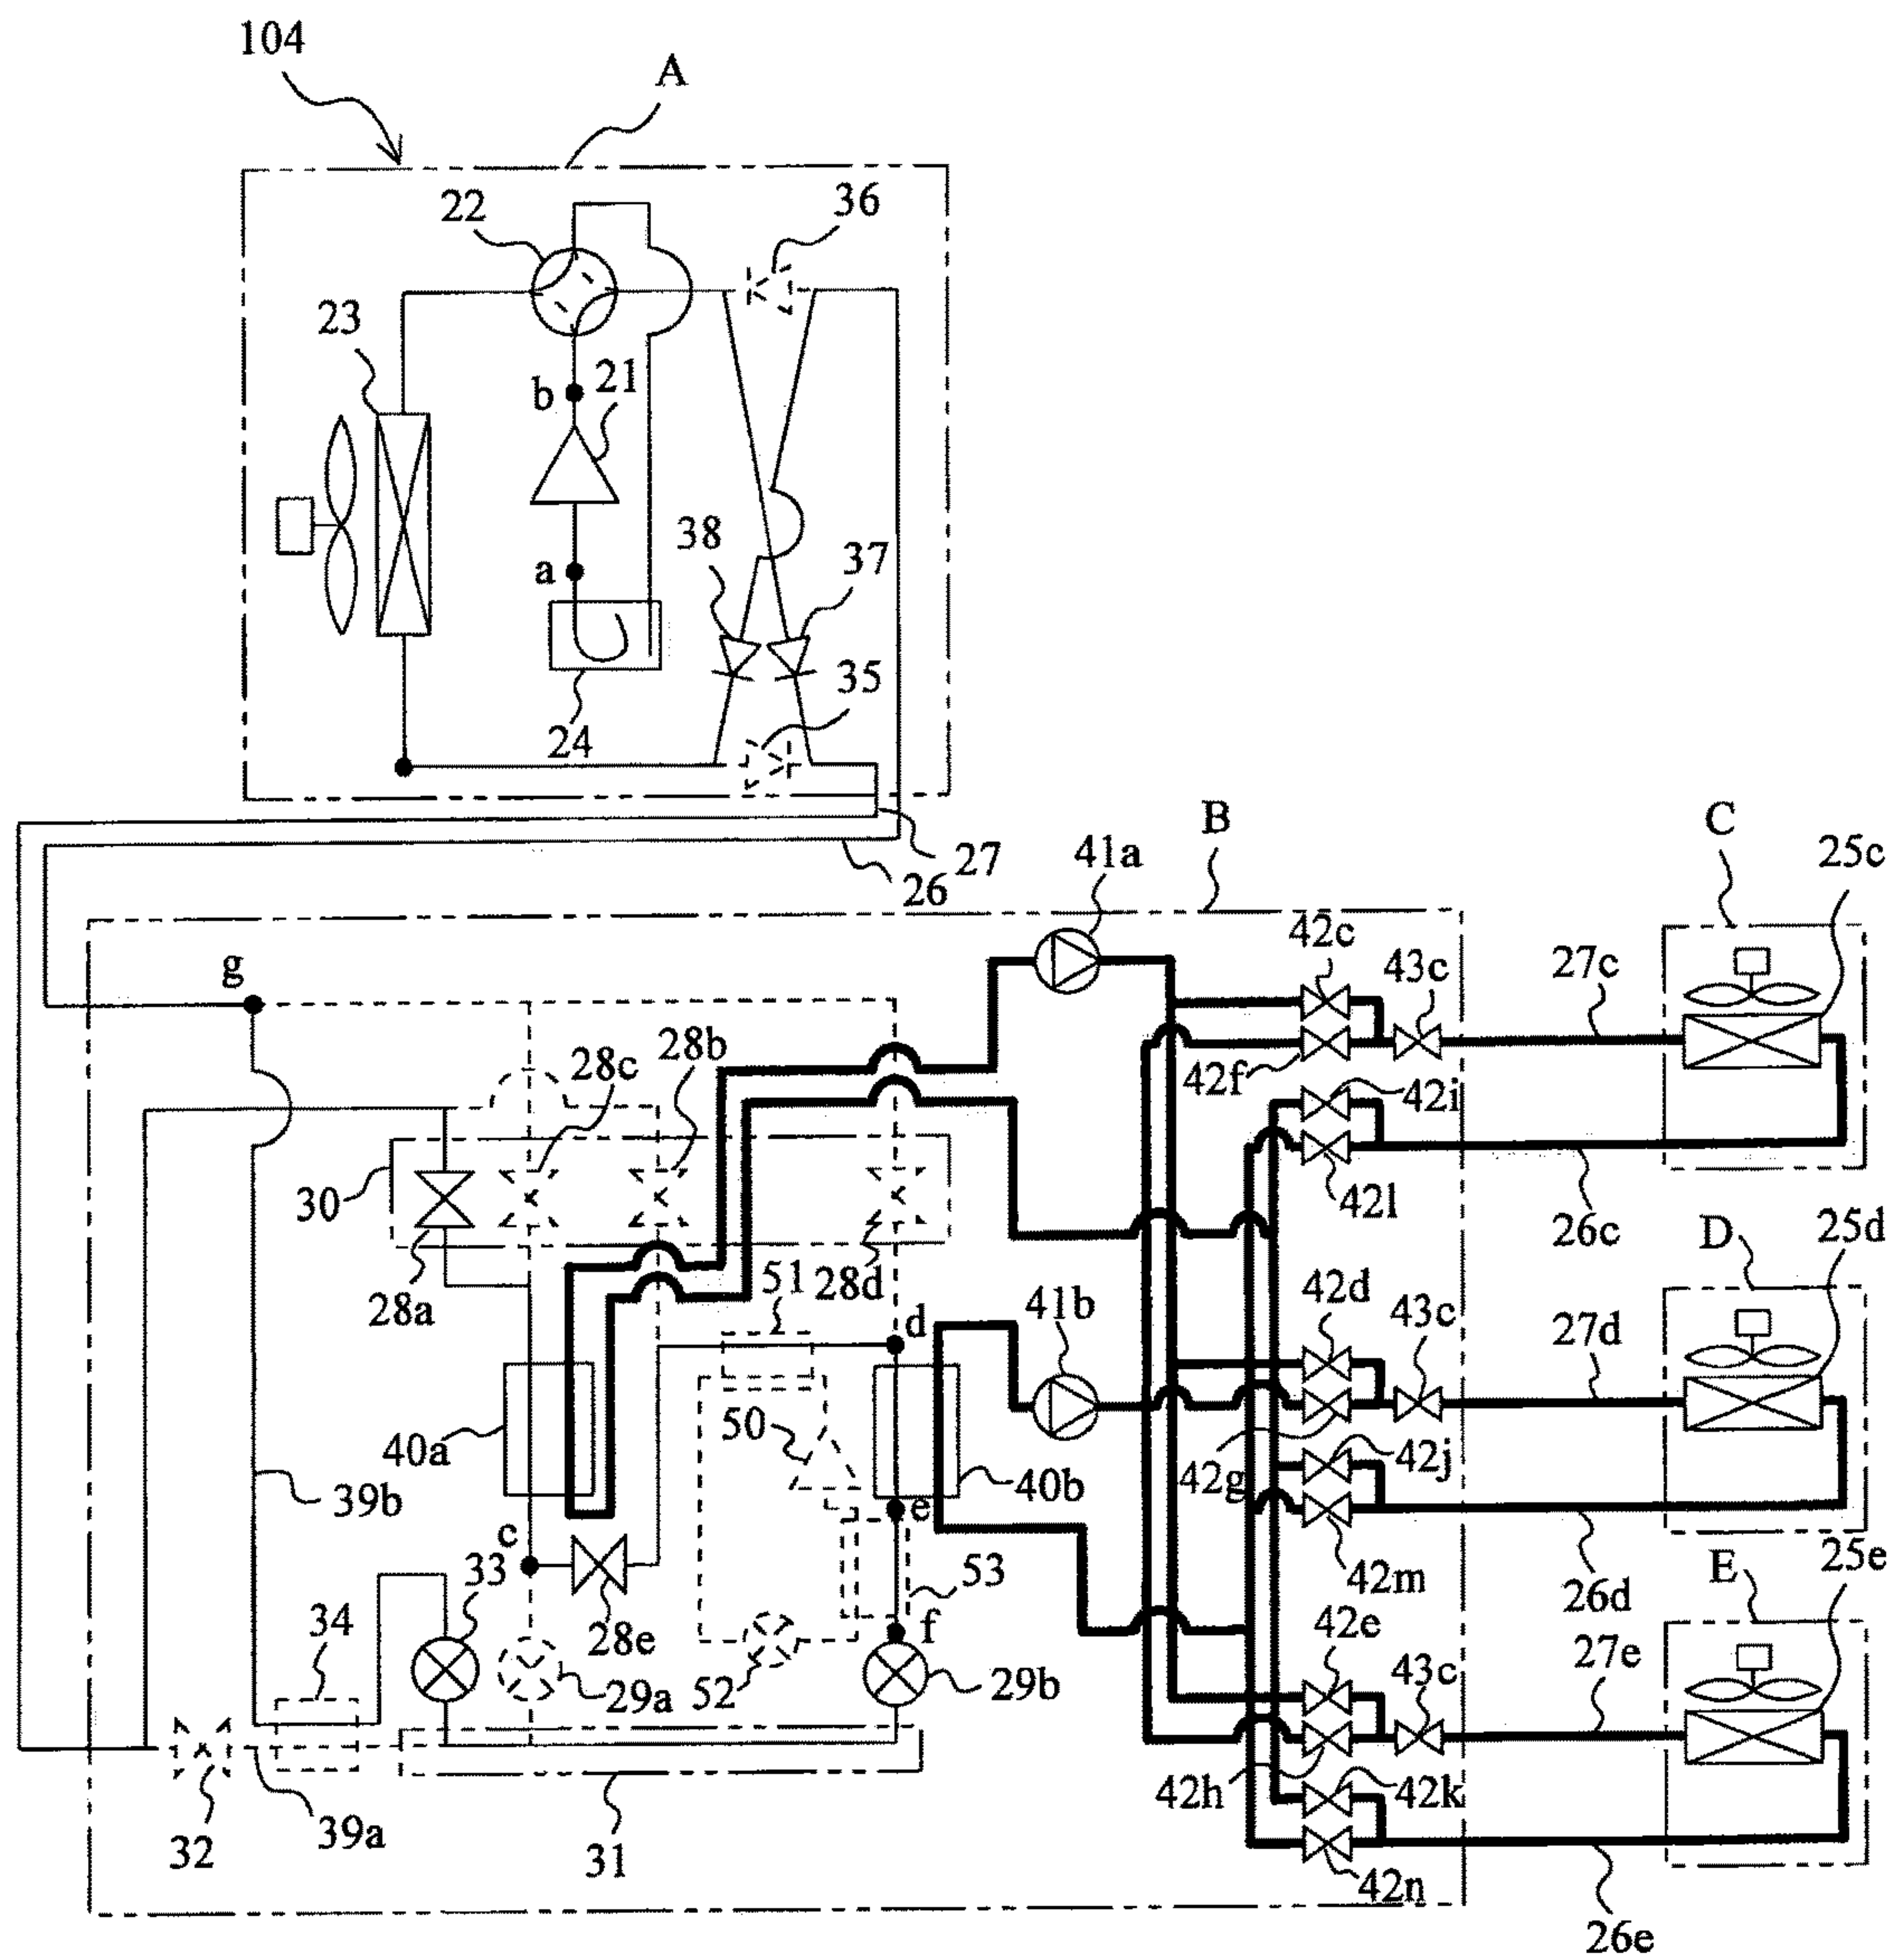 104
A
22
36
23
b
21
38
37
a
35
24
27
26
B
41a
C
25c
42c
43c
27c
g
28c
28b
42f
42i
30
42l
26c
D
25d
28a
51
28d
42d
43c
27d
41b
d
50
40a
39b
40b
e
42g
42j
c
33
53
42m
26d
25e
E
34
28e
f
42e
43c
27e
52
29a
29b
32
39a
31
42h
42k
42n
26e